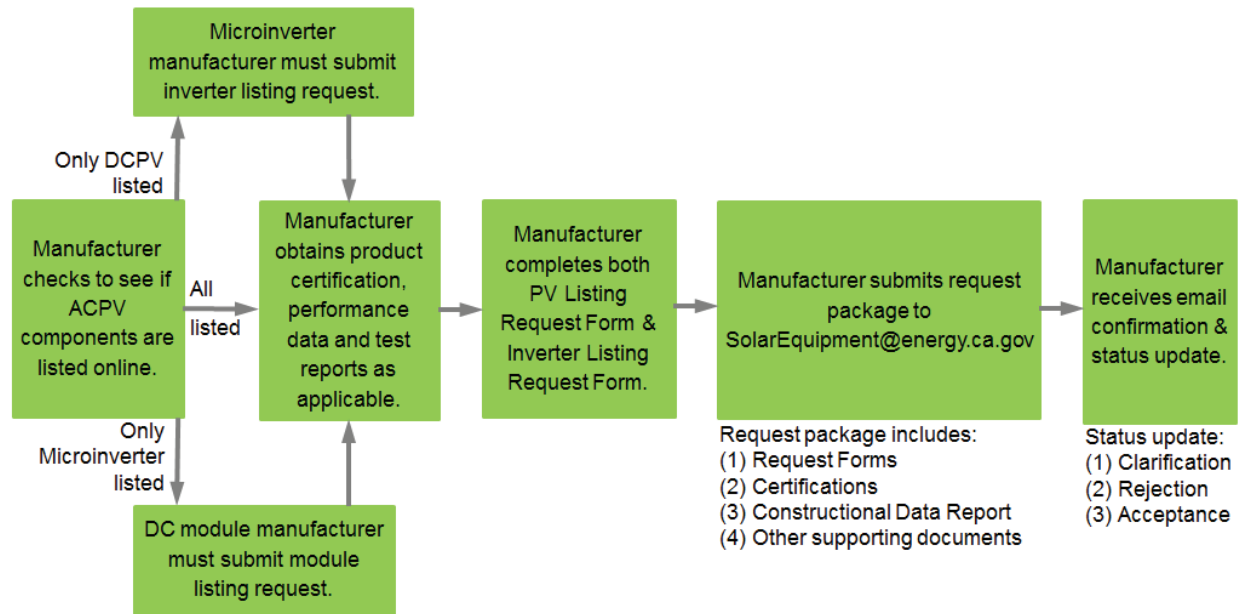 Microinverter
manufacturer must submit
inverter listing request.
Only DCPV
listed
Manufacturer
checks to see if
ACPV
components are
listed online.
All
listed
Only
Microinverter
listed
DC module manufacturer
must submit module
listing request.
Manufacturer
obtains product
certification,
performance
data and test
reports as
applicable.
Manufacturer
completes both
PV Listing
Request Form &
Inverter Listing
Request Form.
Manufacturer submits request
package to
SolarEquipment@energy.ca.gov
Request package includes:
(1) Request Forms
(2) Certifications
(3) Constructional Data Report
(4) Other supporting documents
Manufacturer
receives email
confirmation &
status update.
Status update:
(1) Clarification
(2) Rejection
(3) Acceptance